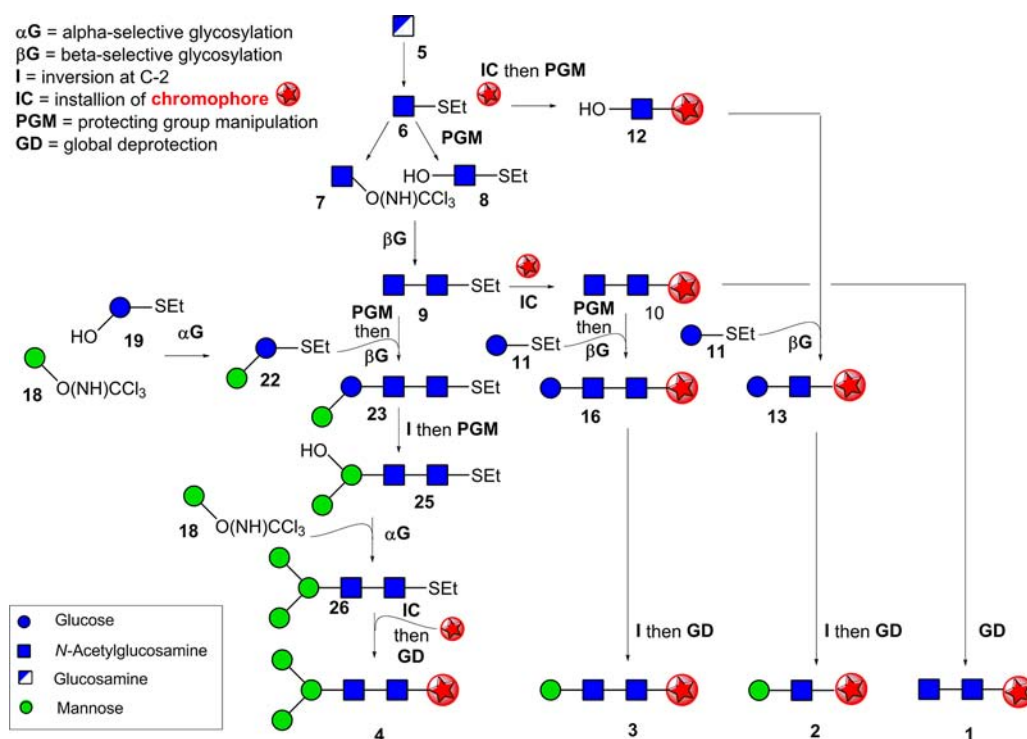 αG = alpha-selective glycosylation
βG = beta-selective glycosylation
I = inversion at C-2
IC = installion of chromophore
PGM = protecting group manipulation
GD = global deprotection
5
SEt
6
IC then PGM
HO
12
PGM
7
O(NH)CCl3
HO
SEt
8
βG
SEt
9
IC
10
PGM
then
βG
PGM
then
βG
SEt
HO
19
αG
18
O(NH)CCl3
SEt
22
SEt
11
SEt
11
βG
SEt
23
16
13
I then PGM
HO
SEt
25
18
O(NH)CCl3
αG
SEt
26
IC
then
GD
I then GD
I then GD
GD
4
3
2
1
Glucose
N-Acetylglucosamine
Glucosamine
Mannose